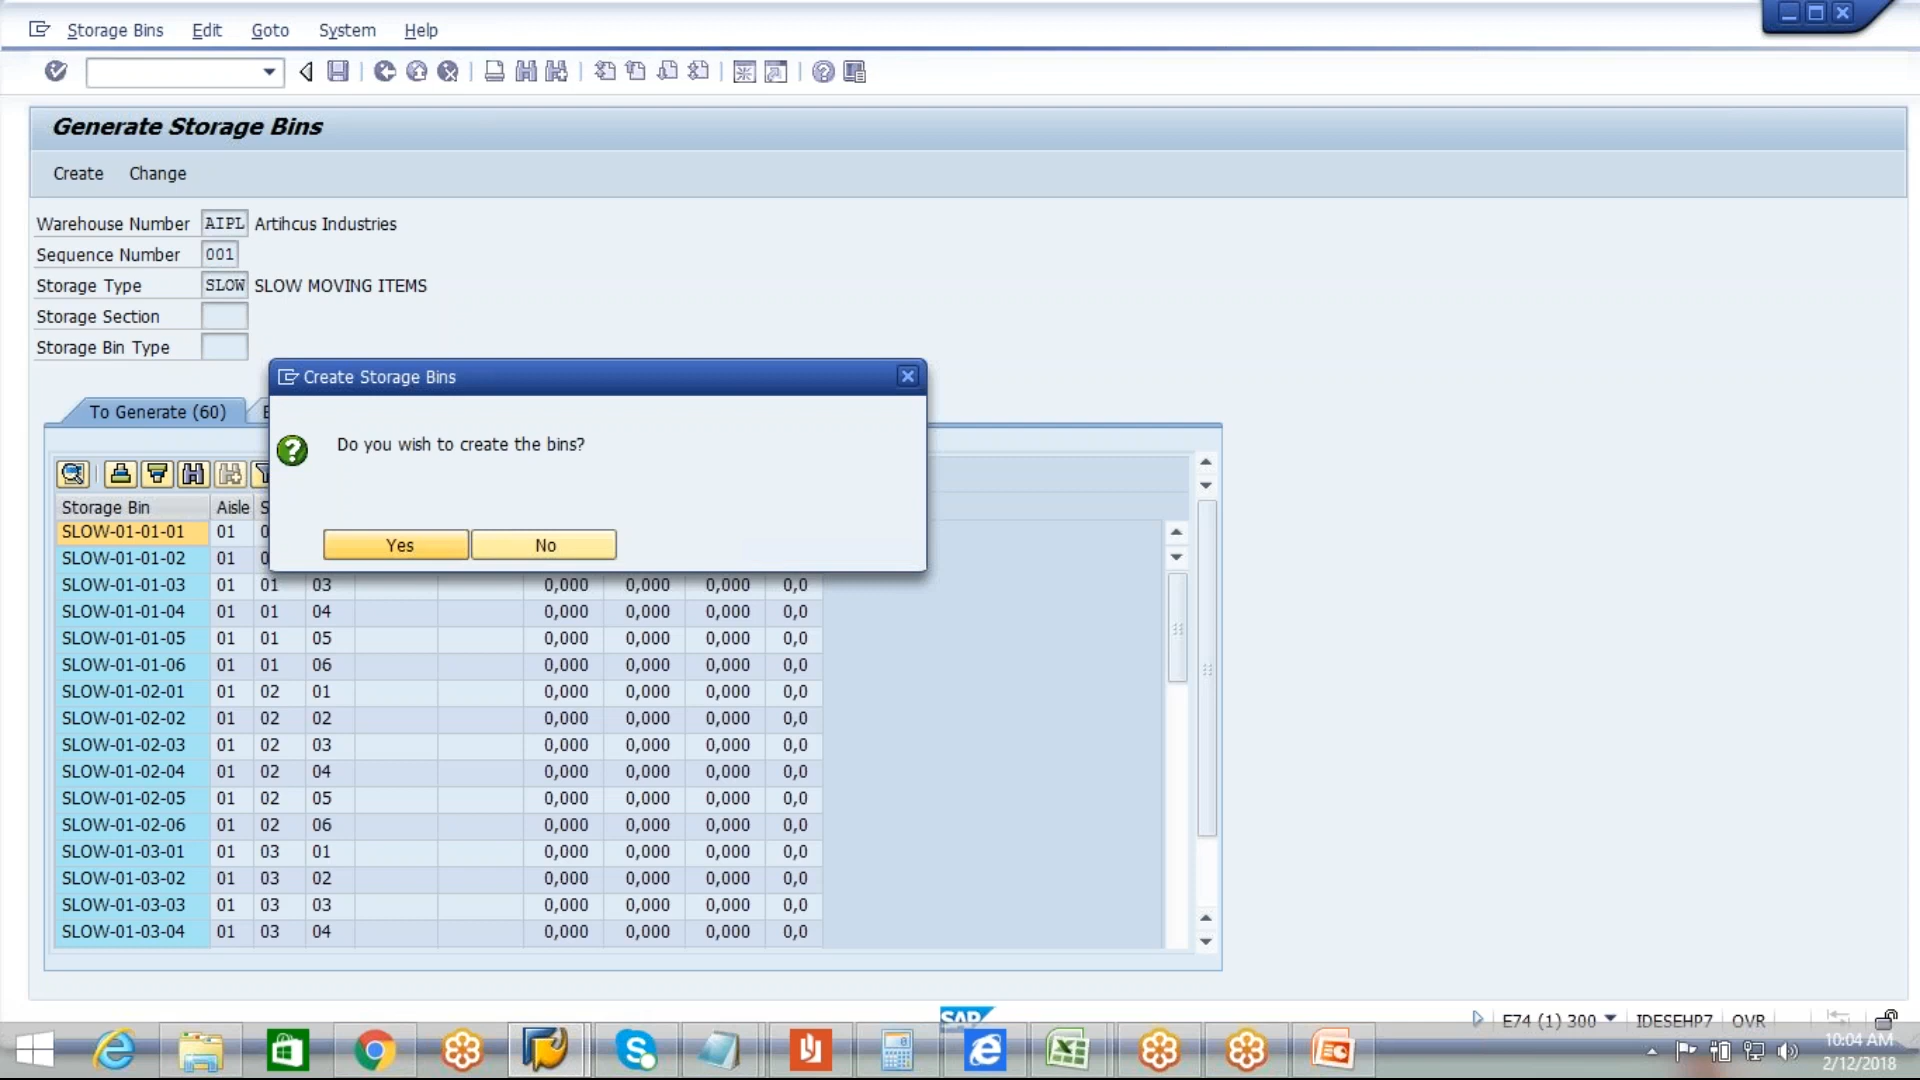 Storage Bins Edit Goto System Help
Generate Storage Bins
Create Change
Warehouse Number AIPL Artihcus Industries
Sequence Number 001
Storage Type SLOW SLOW MOVING ITEMS
Storage Section
Storage Bin Type
Create Storage Bins
Do you wish to create the bins?
Yes No
To Generate (60)
Storage Bin Aisle
SLOW-01-01-01 01
SLOW-01-01-02 01
SLOW-01-01-03 01 01 03 0,000 0,000 0,000 0,0
SLOW-01-01-04 01 01 04 0,000 0,000 0,000 0,0
SLOW-01-01-05 01 01 05 0,000 0,000 0,000 0,0
SLOW-01-01-06 01 01 06 0,000 0,000 0,000 0,0
SLOW-01-02-01 01 02 01 0,000 0,000 0,000 0,0
SLOW-01-02-02 01 02 02 0,000 0,000 0,000 0,0
SLOW-01-02-03 01 02 03 0,000 0,000 0,000 0,0
SLOW-01-02-04 01 02 04 0,000 0,000 0,000 0,0
SLOW-01-02-05 01 02 05 0,000 0,000 0,000 0,0
SLOW-01-02-06 01 02 06 0,000 0,000 0,000 0,0
SLOW-01-03-01 01 03 01 0,000 0,000 0,000 0,0
SLOW-01-03-02 01 03 02 0,000 0,000 0,000 0,0
SLOW-01-03-03 01 03 03 0,000 0,000 0,000 0,0
SLOW-01-03-04 01 03 04 0,000 0,000 0,000 0,0
SAP
E74 (1) 300 IDESEHP7 OVR
10:04 AM
2/12/2018